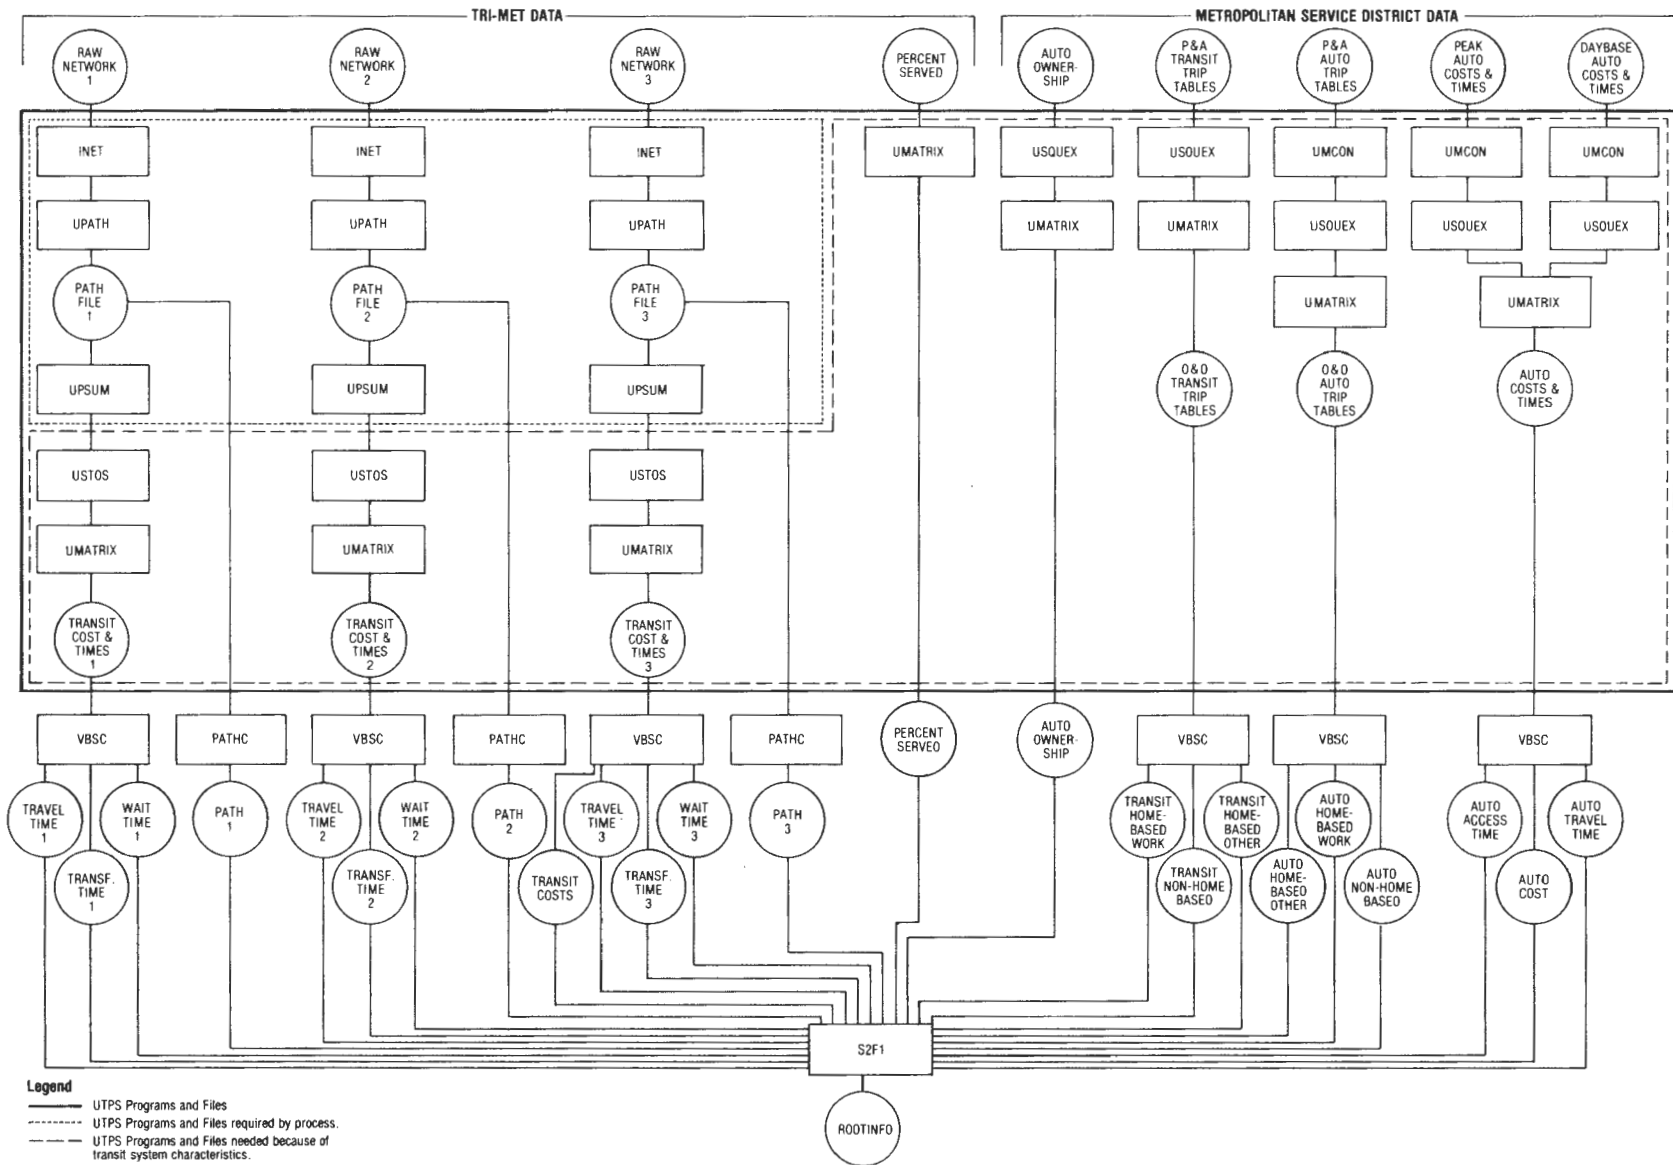 TRI-MET DATA
METROPOLITAN SERVICE DISTRICT DATA
RAW
NETWORK
1
RAW
NETWORK
2
RAW
NETWORK
3
PERCENT
SERVED
AUTO
OWNER-
SHIP
P&A
TRANSIT
TRIP
TABLES
P&A
AUTO
TRIP
TABLES
PEAK
AUTO
COSTS &
TIMES
DAYBASE
AUTO
COSTS &
TIMES
INET
INET
INET
UMATRIX
USQUEX
USQUEX
UMCON
UMCON
UMCON
UPATH
UPATH
UPATH
UMATRIX
UMATRIX
USQUEX
USQUEX
USQUEX
PATH
FILE
1
PATH
FILE
2
PATH
FILE
3
UMATRIX
UMATRIX
UPSUM
UPSUM
UPSUM
O&D
TRANSIT
TRIP
TABLES
O&D
AUTO
TRIP
TABLES
AUTO
COSTS &
TIMES
USTOS
USTOS
USTOS
UMATRIX
UMATRIX
UMATRIX
TRANSIT
COST &
TIMES
1
TRANSIT
COST &
TIMES
2
TRANSIT
COST &
TIMES
3
VBSC
PATHC
VBSC
PATHC
VBSC
PATHC
PERCENT
SERVED
AUTO
OWNER-
SHIP
VBSC
VBSC
VBSC
TRAVEL
TIME
1
WAIT
TIME
1
PATH
1
TRAVEL
TIME
2
WAIT
TIME
2
PATH
2
TRAVEL
TIME
3
WAIT
TIME
3
PATH
3
TRANSIT
HOME-
BASED
WORK
TRANSIT
HOME-
BASED
OTHER
AUTO
HOME-
BASED
WORK
AUTO
ACCESS
TIME
AUTO
TRAVEL
TIME
TRANSF.
TIME
1
TRANSF.
TIME
2
TRANSIT
COSTS
TRANSF.
TIME
3
TRANSIT
NON-HOME
BASED
AUTO
HOME-
BASED
OTHER
AUTO
NON-HOME
BASED
AUTO
COST
S2F1
ROOTINFO
Legend
UTPS Programs and Files
UTPS Programs and Files required by process.
UTPS Programs and Files needed because of
transit system characteristics.